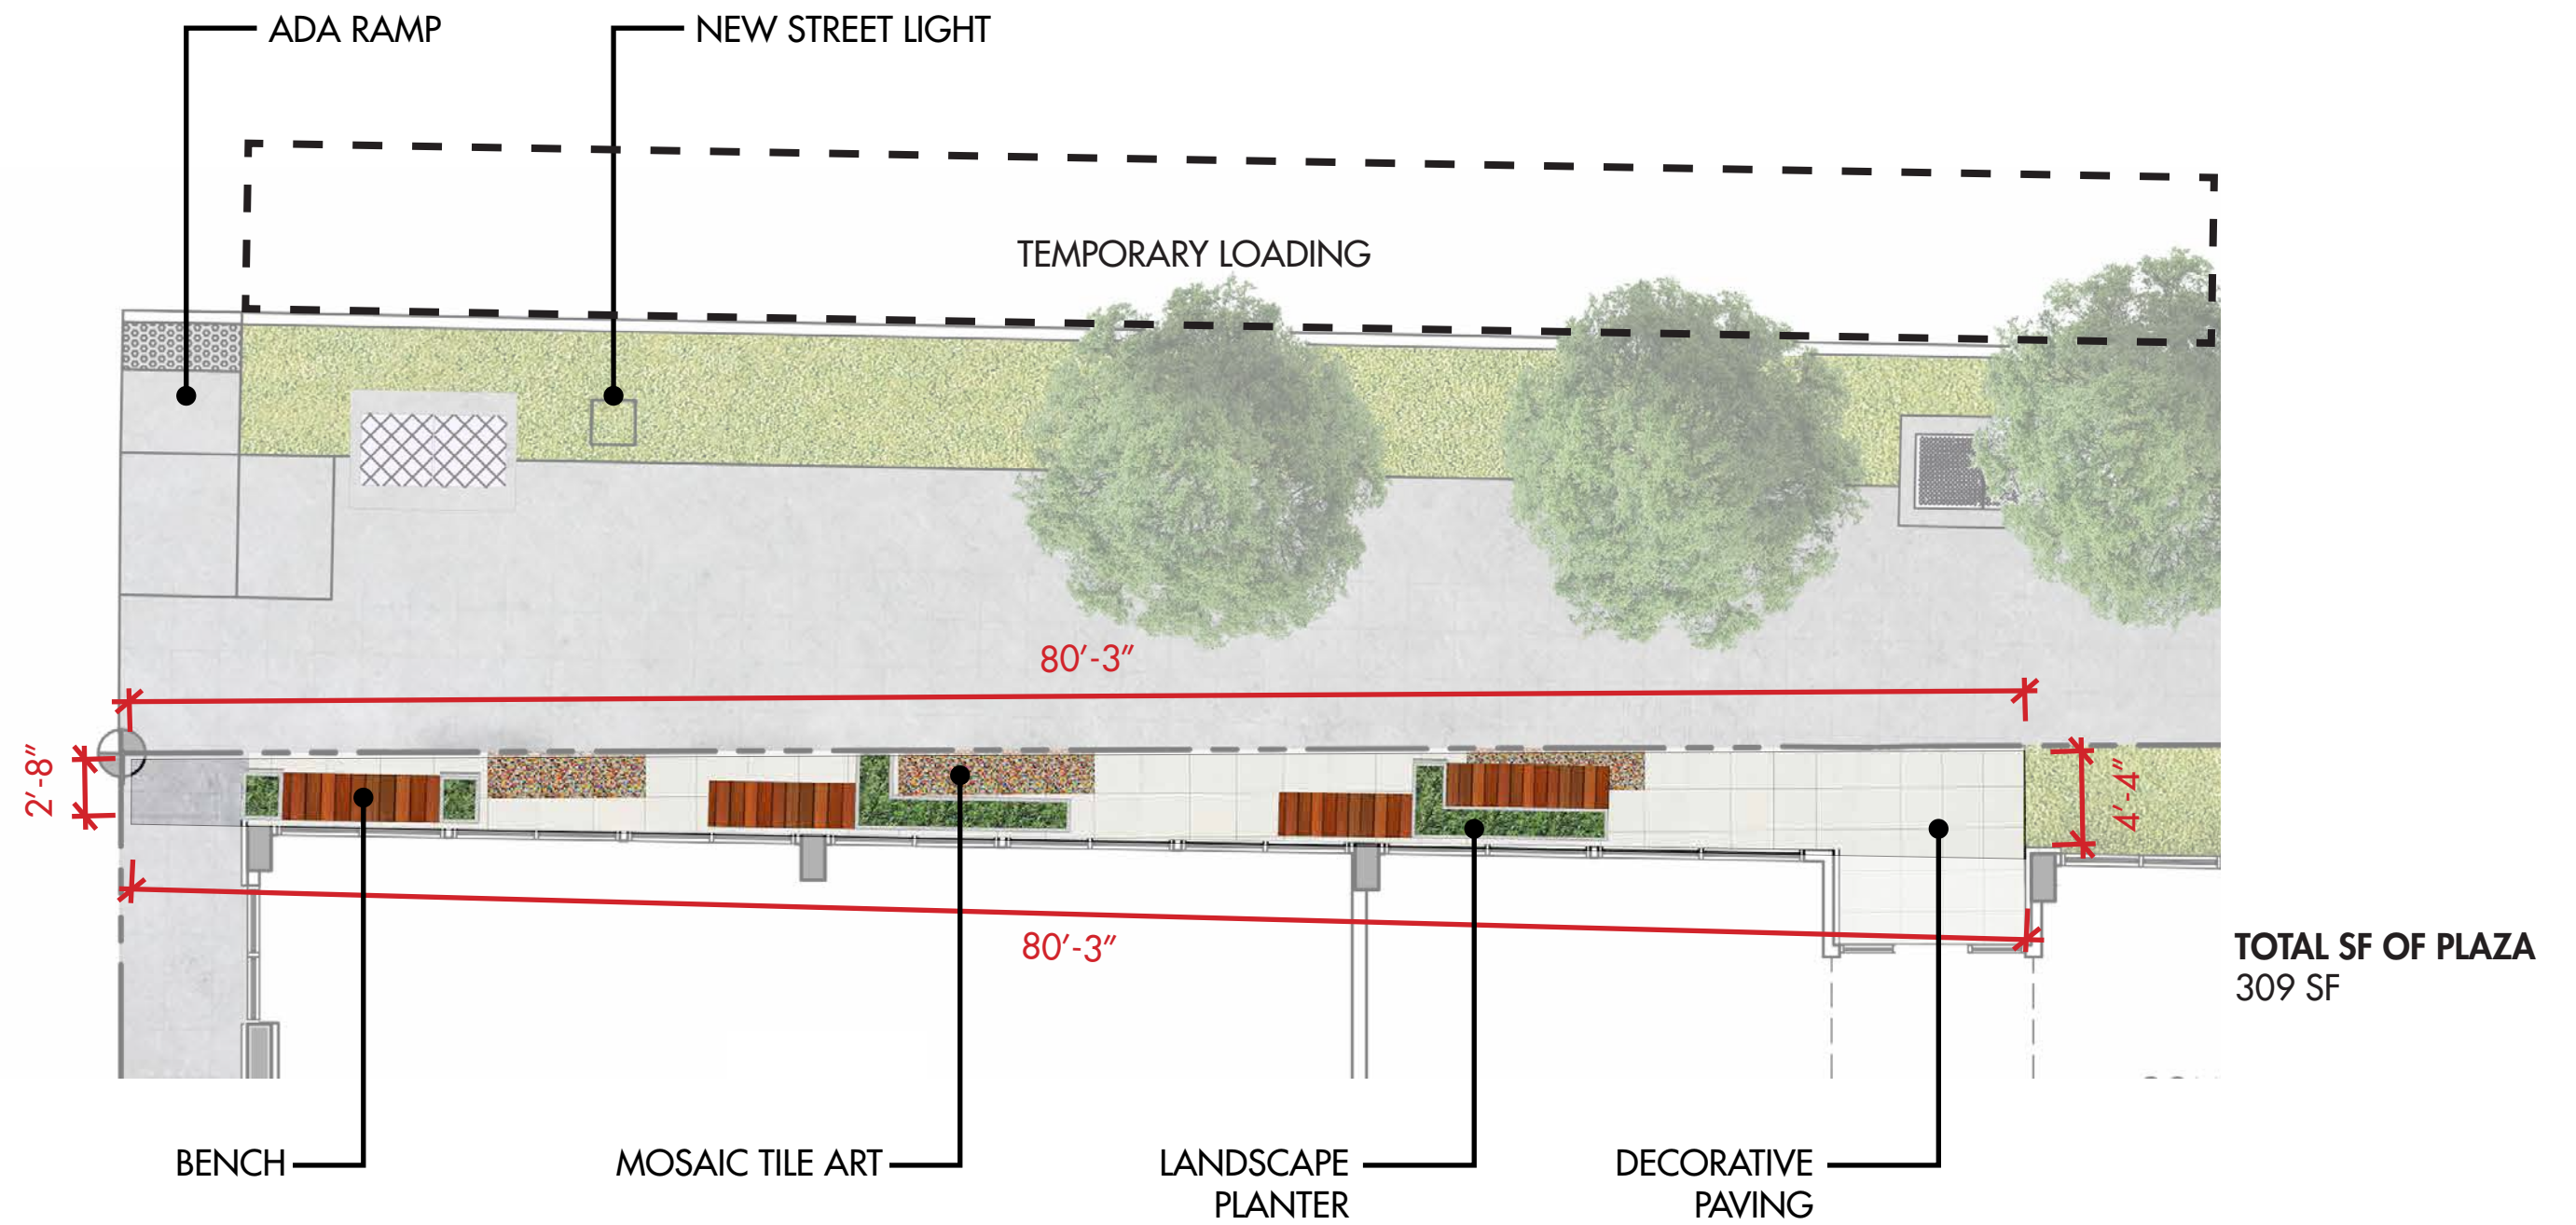 ADA RAMP
NEW STREET LIGHT
TEMPORARY LOADING
80′-3″
2′-8″
4′-4″
80′-3″
TOTAL SF OF PLAZA
309 SF
BENCH
MOSAIC TILE ART
LANDSCAPE
PLANTER
DECORATIVE
PAVING